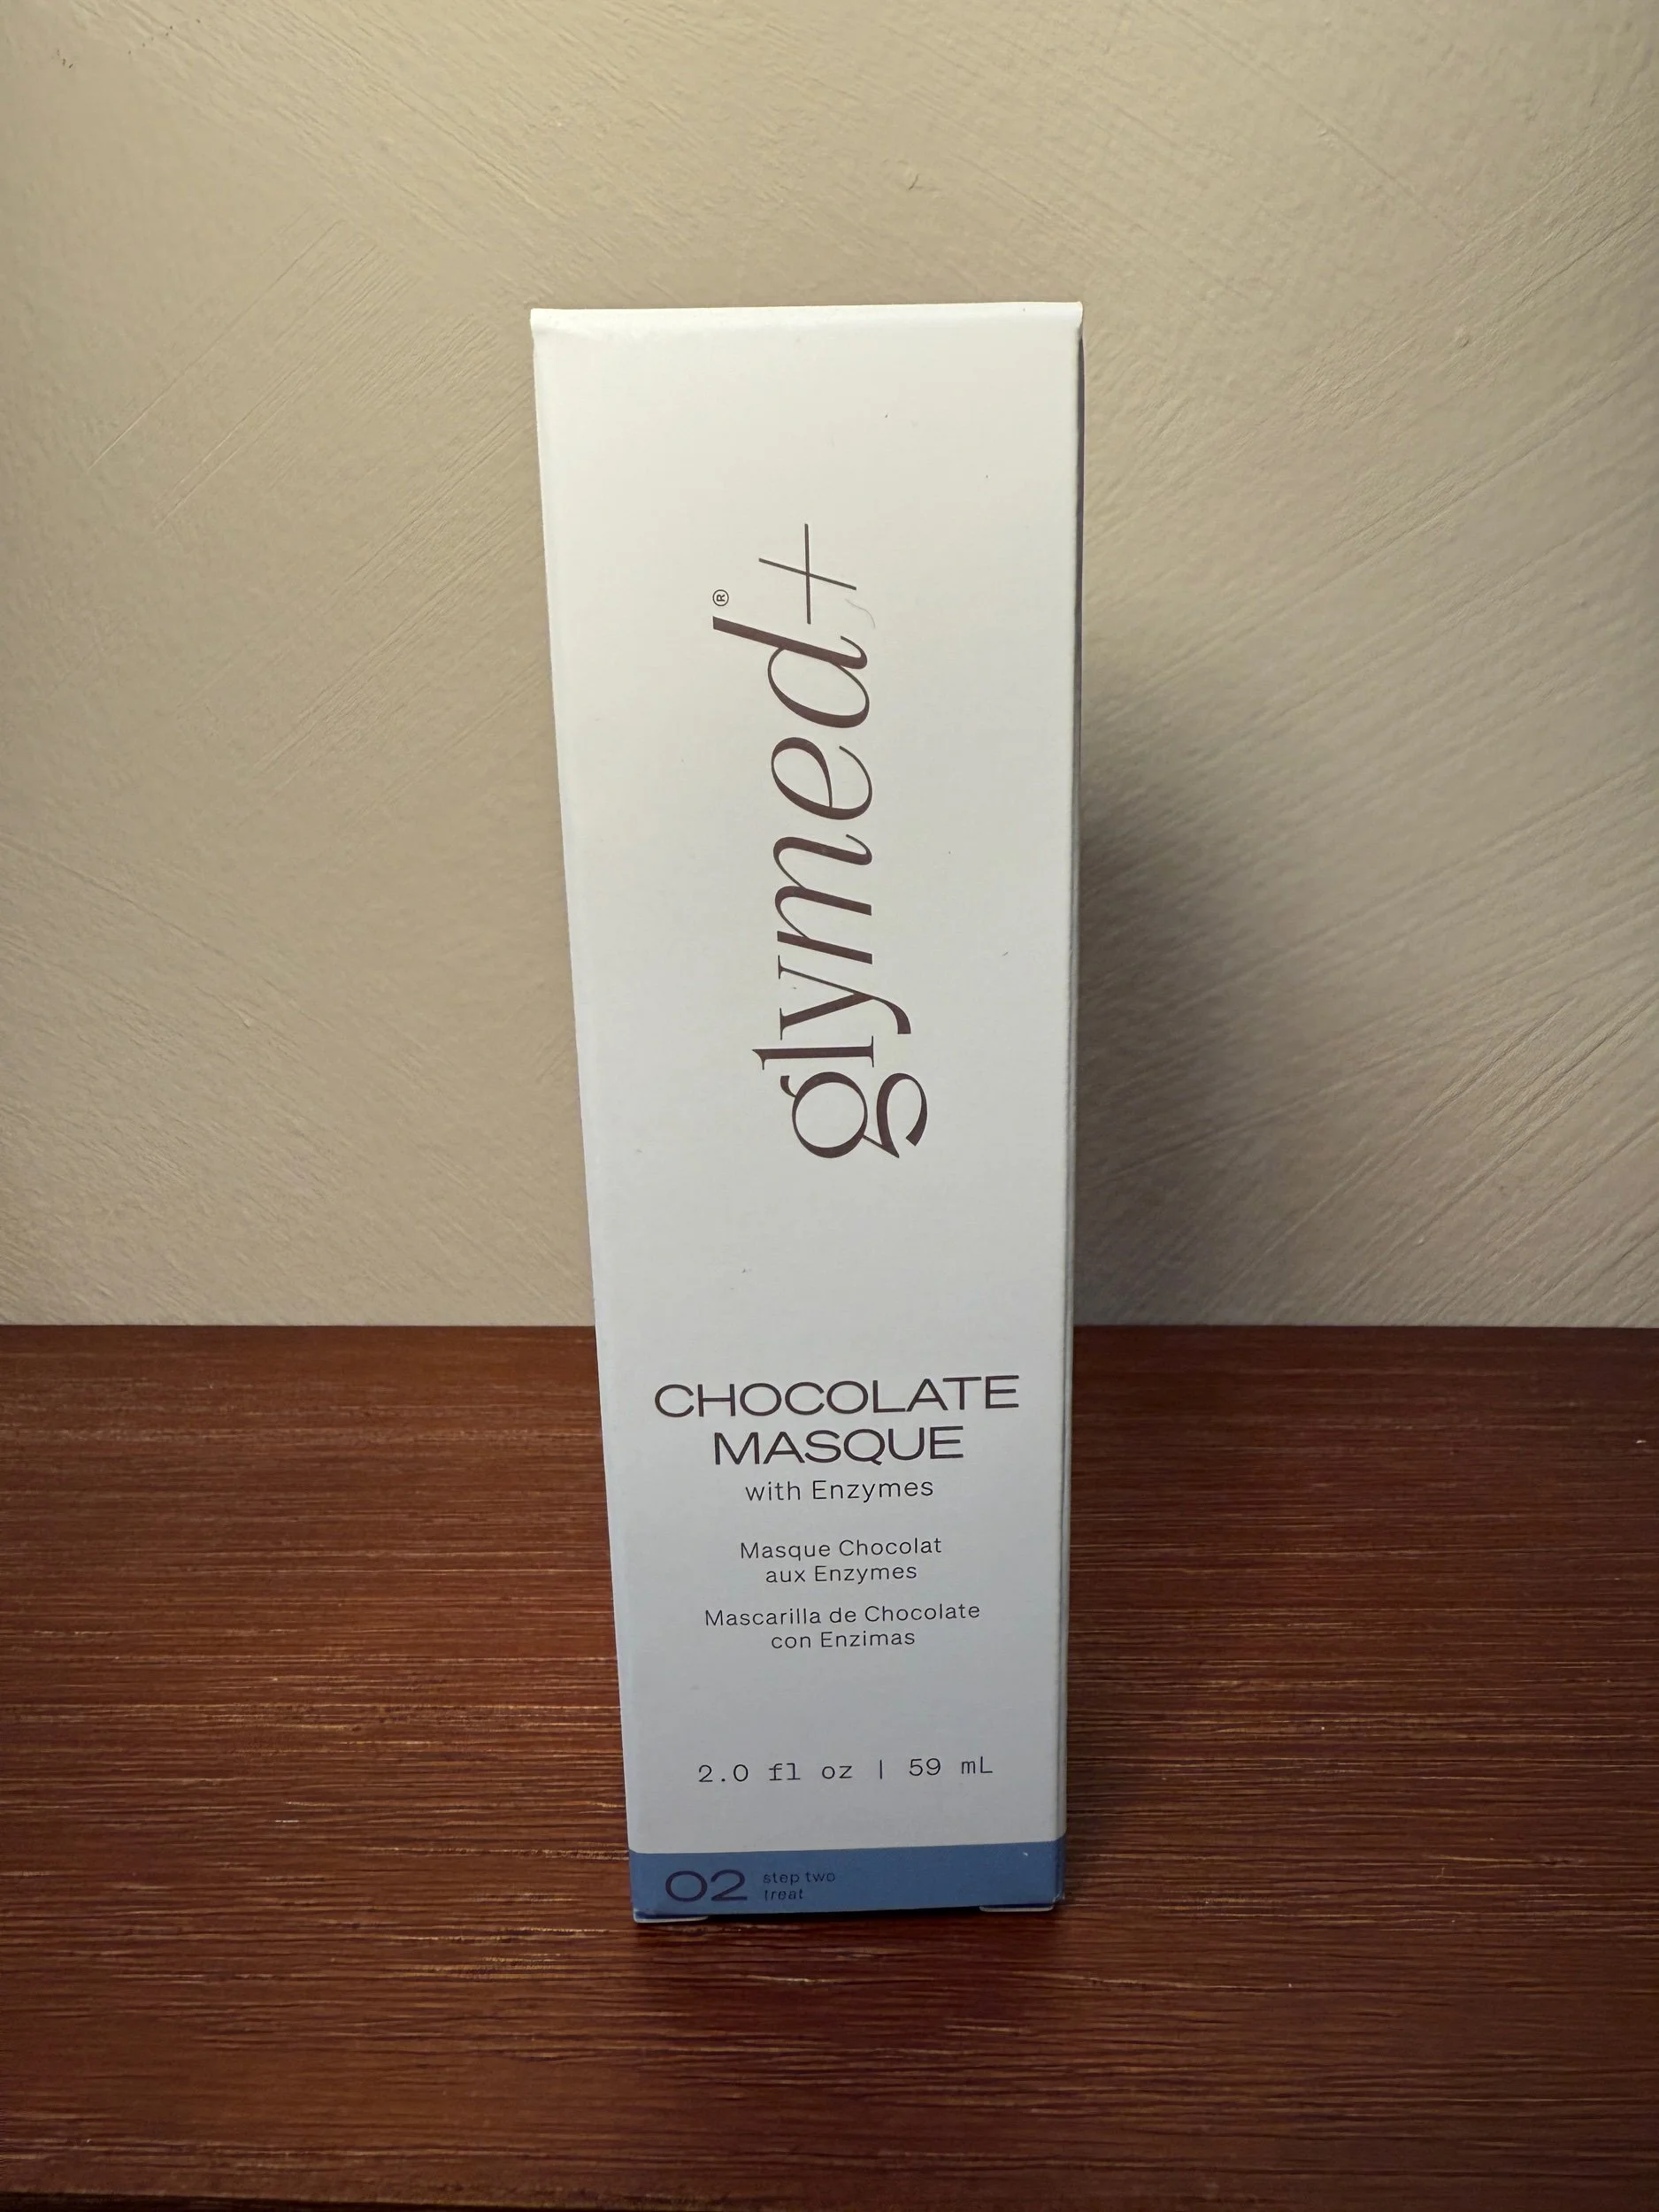 glymed+®
CHOCOLATE
MASQUE
with Enzymes
Masque Chocolat
aux Enzymes
Mascarilla de Chocolate
con Enzimas
2.0 fl oz | 59 mL
02 step two
treat